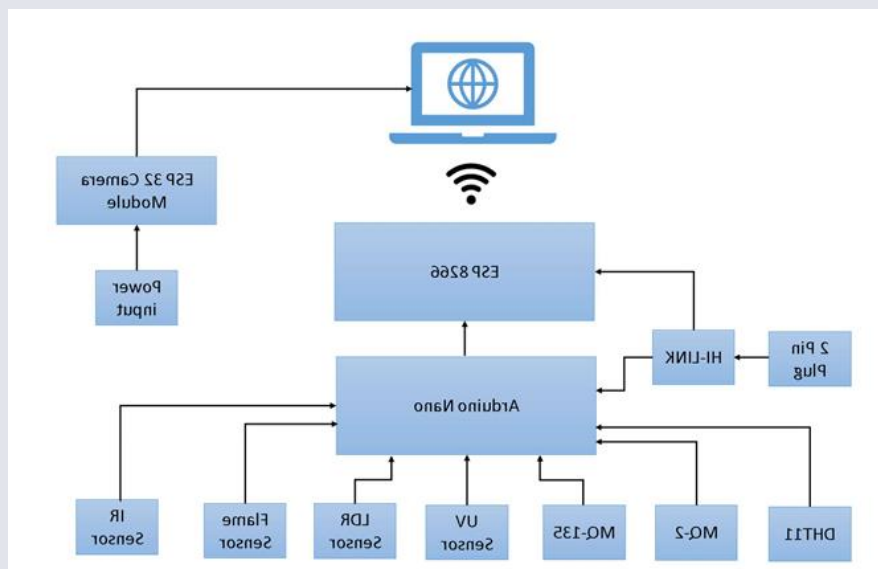 ESP 32 Camera
Module
Power
input
ESP 8266
HI-LINK
2 Pin
Plug
Arduino Nano
IR
Sensor
Flame
Sensor
LDR
Sensor
UV
Sensor
MQ-135
MQ-2
DHT11